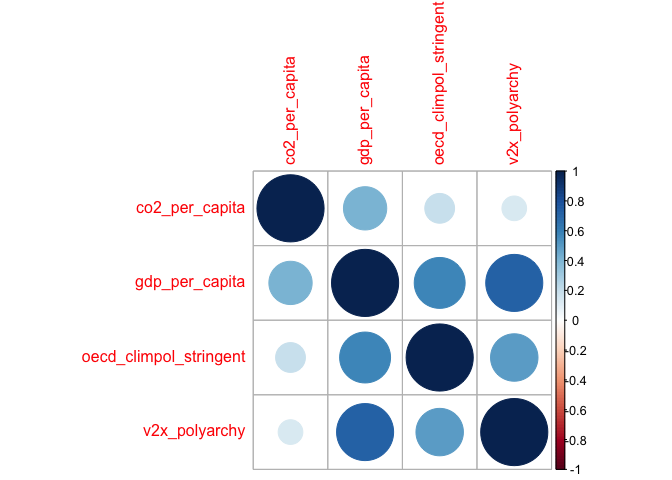 co2_per_capita
gdp_per_capita
oecd_climpol_stringent
v2x_polyarchy
co2_per_capita
gdp_per_capita
oecd_climpol_stringent
v2x_polyarchy
1
0.8
0.6
0.4
0.2
0
-0.2
-0.4
-0.6
-0.8
-1